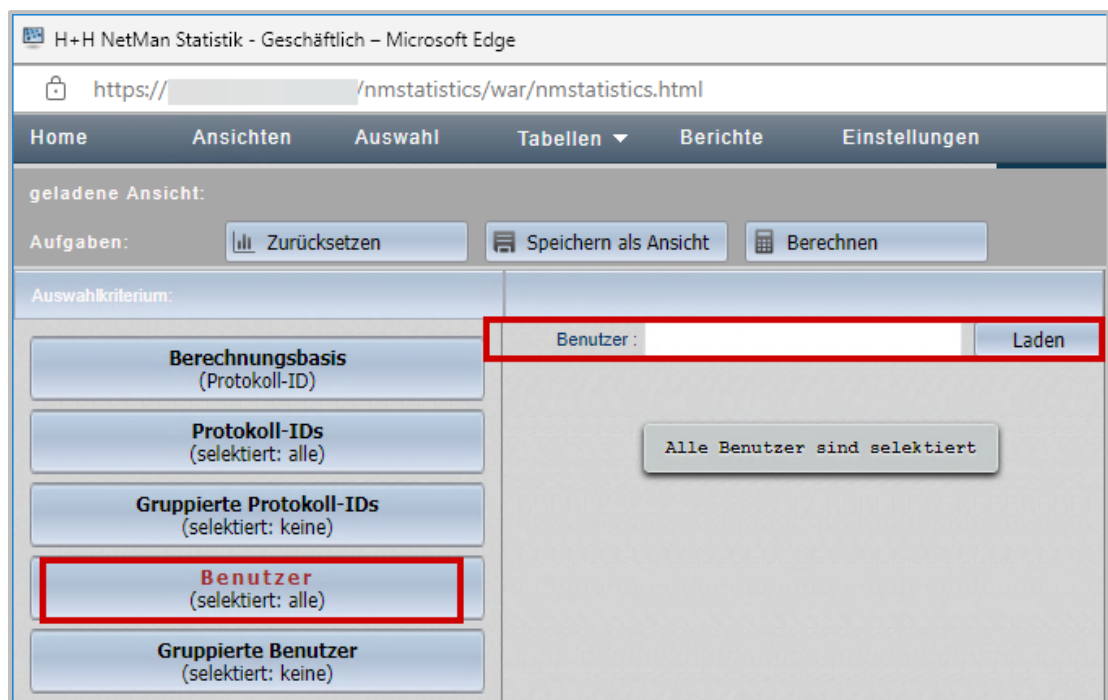 H+H NetMan Statistik - Geschäftlich – Microsoft Edge
https:// /nmstatistics/war/nmstatistics.html
Home Ansichten Auswahl Tabellen Berichte Einstellungen
geladene Ansicht:
Aufgaben: Zurücksetzen Speichern als Ansicht Berechnen
Auswahlkriterium:
Benutzer : Laden
Berechnungsbasis
(Protokoll-ID)
Protokoll-IDs
(selektiert: alle)
Alle Benutzer sind selektiert
Gruppierte Protokoll-IDs
(selektiert: keine)
Benutzer
(selektiert: alle)
Gruppierte Benutzer
(selektiert: keine)